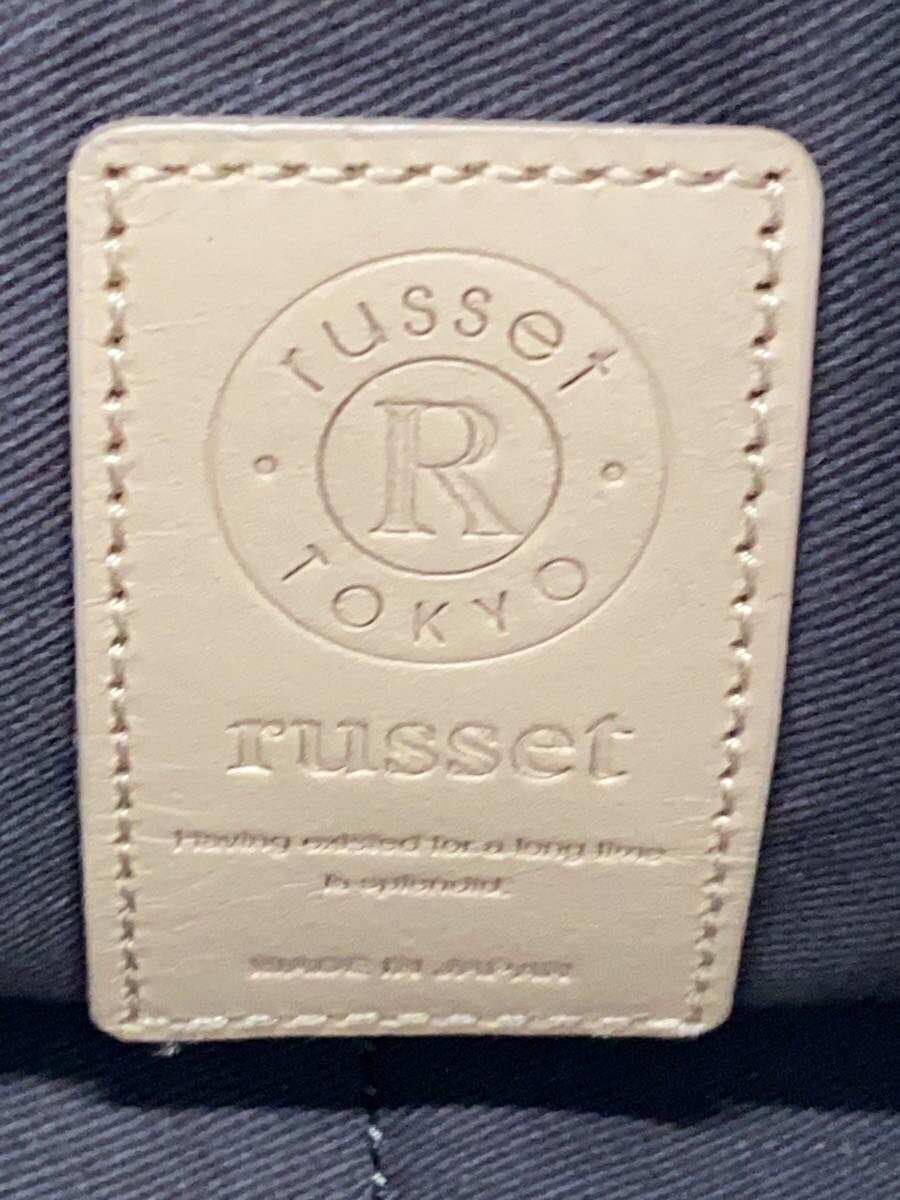 russet
R
TOKYO
russet
Having existed for a long time
is splendid.
MADE IN JAPAN